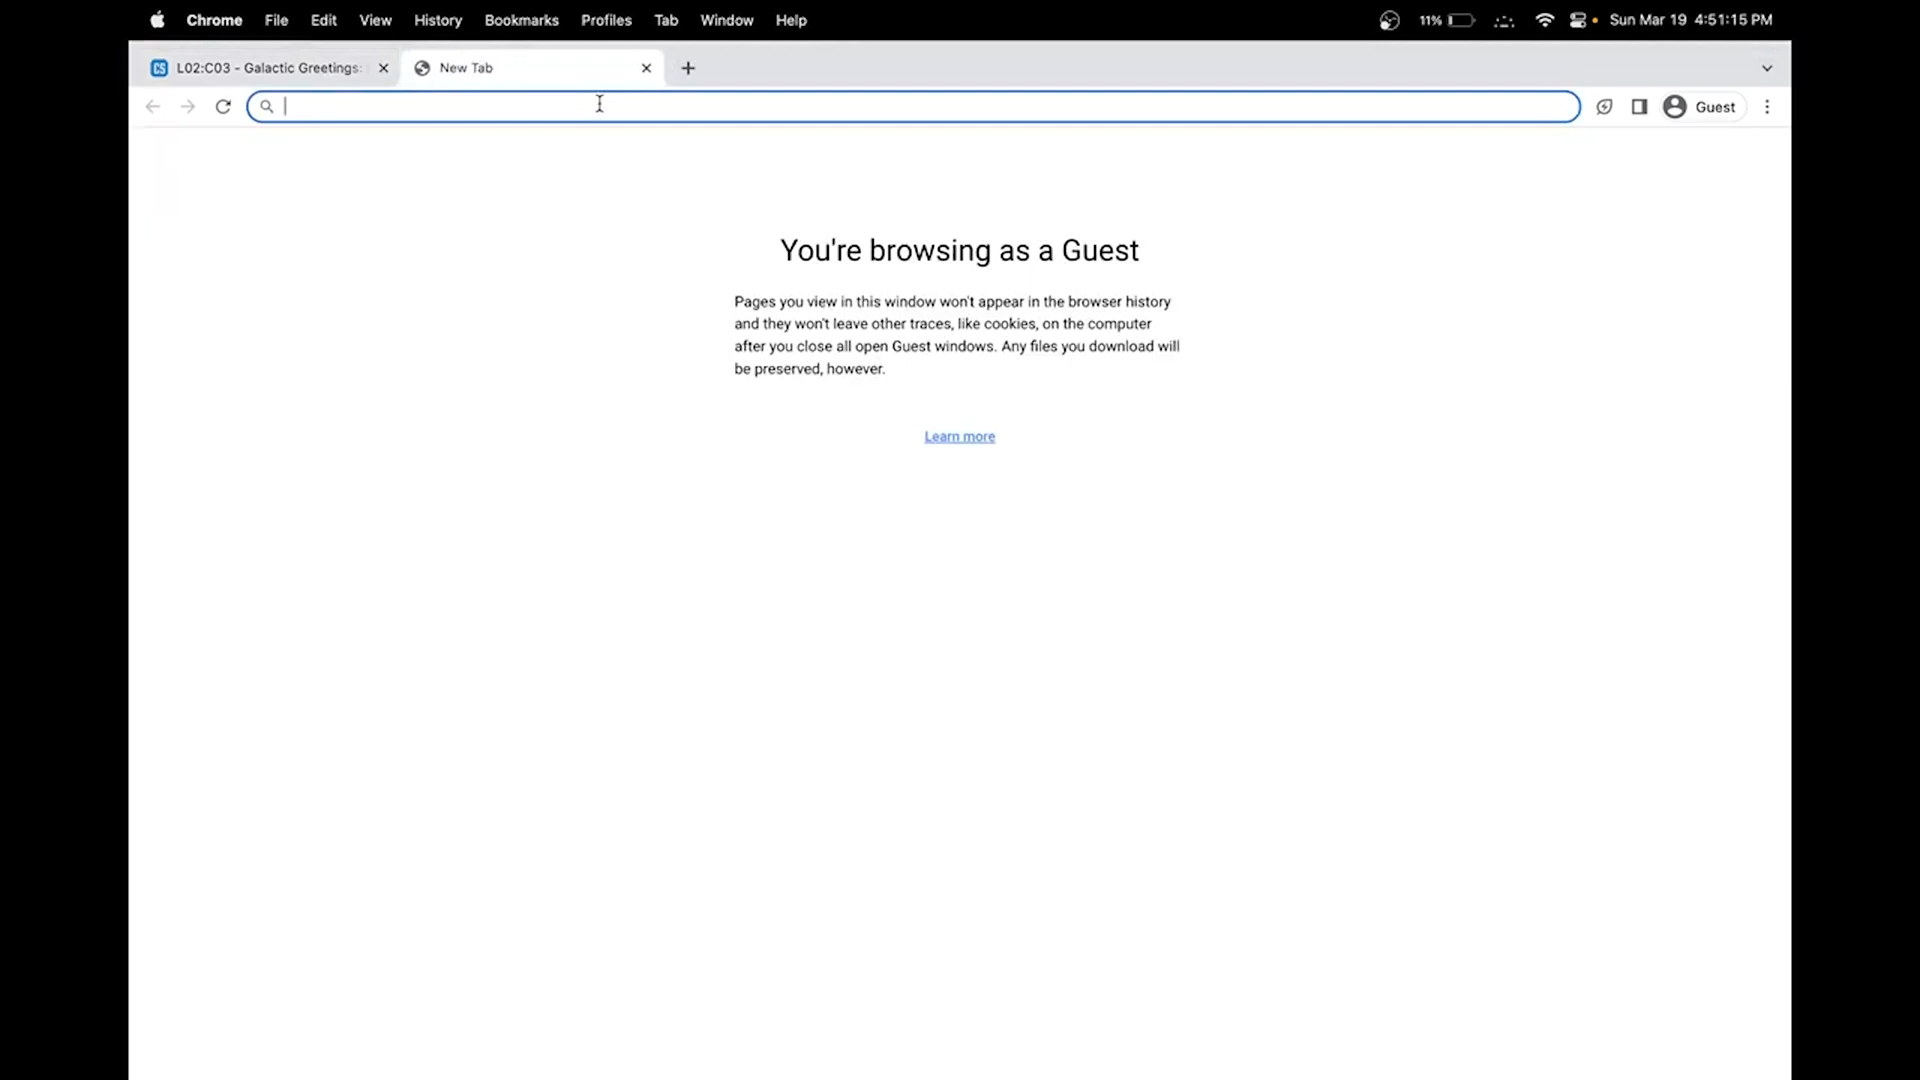 Chrome File Edit View History Bookmarks Profiles Tab Window Help 11% Sun Mar 19 4:51:15 PM
CS L02:C03 - Galactic Greetings: New Tab
Guest
You're browsing as a Guest
Pages you view in this window won't appear in the browser history
and they won't leave other traces, like cookies, on the computer
after you close all open Guest windows. Any files you download will
be preserved, however.
Learn more